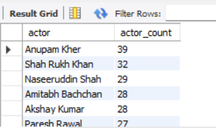 Result Grid Filter Rows:
actor actor_count
Anupam Kher 39
Shah Rukh Khan 32
Naseeruddin Shah 29
Amitabh Bachchan 28
Akshay Kumar 28
Paresh Rawal 27